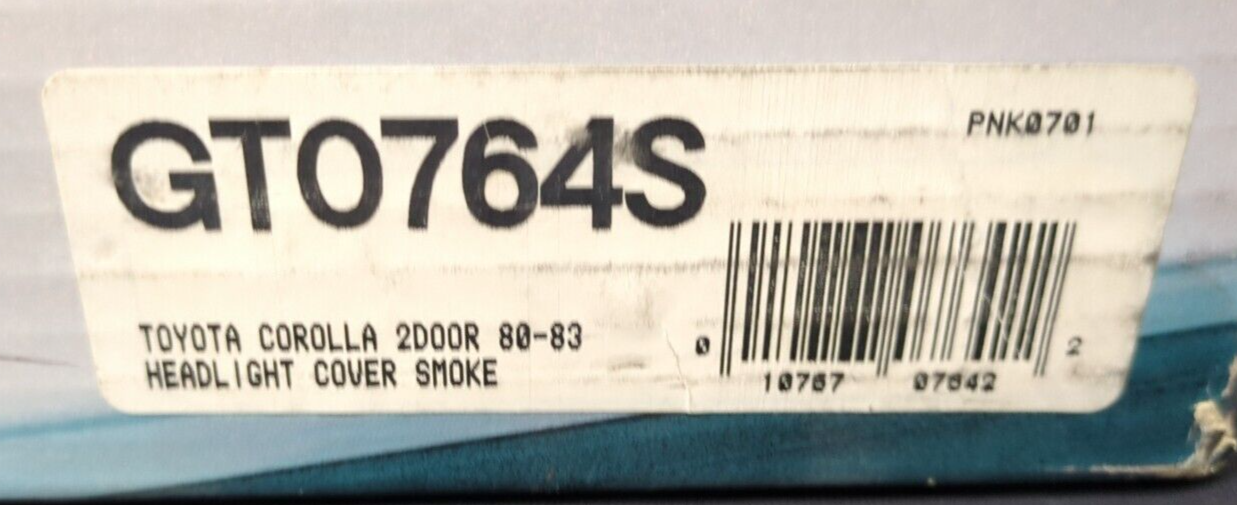 GT0764S
PNK0701
TOYOTA COROLLA 2DOOR 80-83
HEADLIGHT COVER SMOKE
0 10767 07642 2